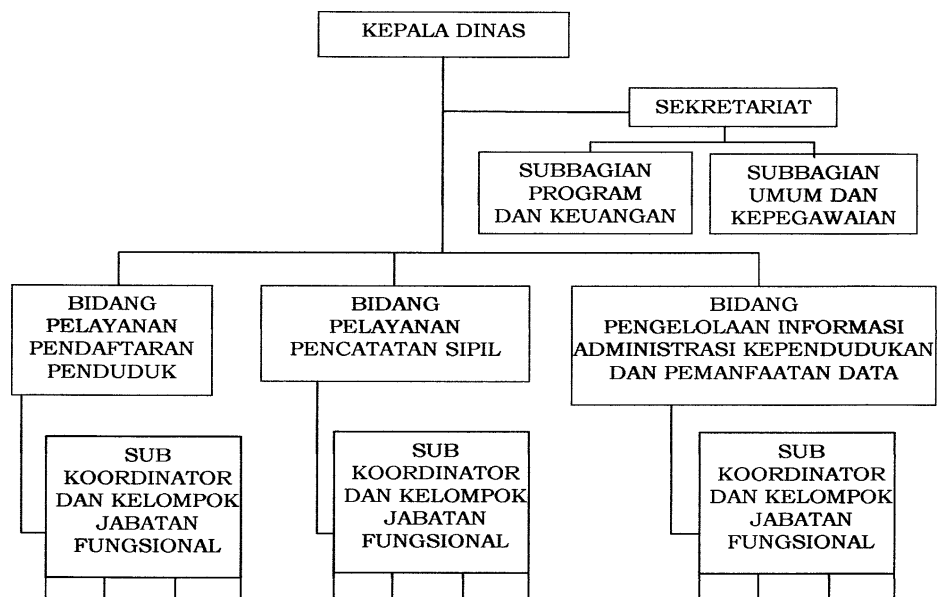 KEPALA DINAS
SEKRETARIAT
SUBBAGIAN
PROGRAM
DAN KEUANGAN
SUBBAGIAN
UMUM DAN
KEPEGAWAIAN
BIDANG
PELAYANAN
PENDAFTARAN
PENDUDUK
BIDANG
PELAYANAN
PENCATATAN SIPIL
BIDANG
PENGELOLAAN INFORMASI
ADMINISTRASI KEPENDUDUKAN
DAN PEMANFAATAN DATA
SUB
KOORDINATOR
DAN KELOMPOK
JABATAN
FUNGSIONAL
SUB
KOORDINATOR
DAN KELOMPOK
JABATAN
FUNGSIONAL
SUB
KOORDINATOR
DAN KELOMPOK
JABATAN
FUNGSIONAL